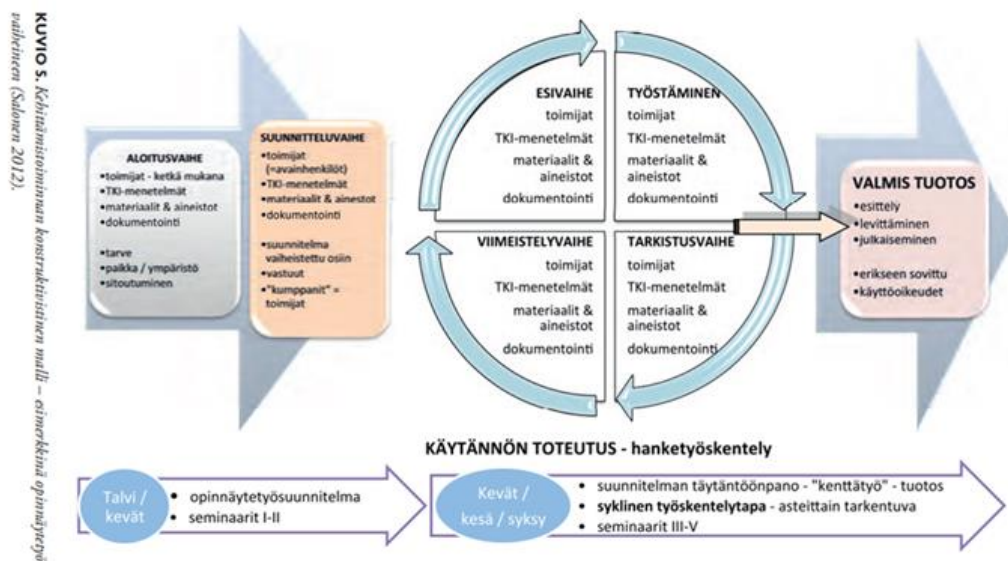 KUVIO 5. Kehittämistoiminnan konstruktivistinen malli – esimerkkinä opinnäytetyö
vaiheineen (Salonen 2012).
ALOITUSVAIHE
•toimijat - ketkä mukana
•TKI-menetelmät
•materiaalit & aineistot
•dokumentointi
•tarve
•paikka / ympäristö
•sitoutuminen
SUUNNITTELUVAIHE
•toimijat
(=avainhenkilöt)
•TKI-menetelmät
•materiaalit & ainestot
•dokumentointi
•suunnitelma
vaiheistettu osiin
•vastuut
•"kumppanit" =
toimijat
ESIVAIHE
toimijat
TKI-menetelmät
materiaalit &
aineistot
dokumentointi
TYÖSTÄMINEN
toimijat
TKI-menetelmät
materiaalit &
aineistot
dokumentointi
VIIMEISTELYVAIHE
toimijat
TKI-menetelmät
materiaalit &
aineistot
dokumentointi
TARKISTUSVAIHE
toimijat
TKI-menetelmät
materiaalit &
aineistot
dokumentointi
VALMIS TUOTOS
•esittely
•levittäminen
•julkaiseminen
•erikseen sovittu
•käyttöoikeudet
KÄYTÄNNÖN TOTEUTUS - hanketyöskentely
Talvi /
kevät
• opinnäytetyösuunnitelma
• seminaarit I-II
Kevät /
kesä / syksy
• suunnitelman täytäntöönpano - "kenttätyö" - tuotos
• syklinen työskentelytapa - asteittain tarkentuva
• seminaarit III-V